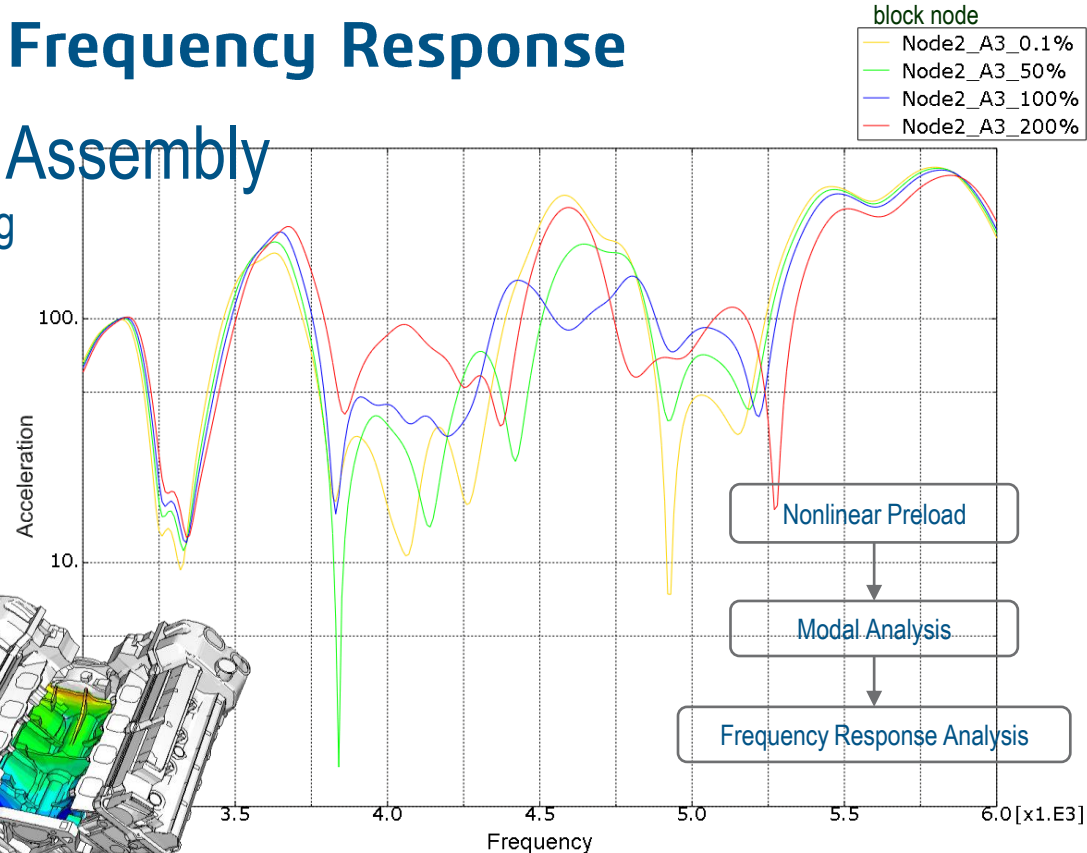 Frequency Response
block node
Node2_A3_0.1%
Node2_A3_50%
Node2_A3_100%
Node2_A3_200%
Assembly
g
100.
10.
Acceleration
Nonlinear Preload
Modal Analysis
Frequency Response Analysis
3.5 4.0 4.5 5.0 5.5 6.0 [x1.E3]
Frequency